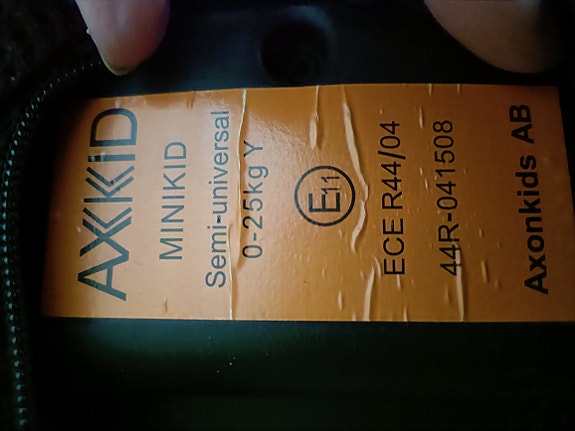 AXKID
MINIKID
Semi-universal
0-25kg Y
E11
ECE R44/04
44R-041508
Axonkids AB